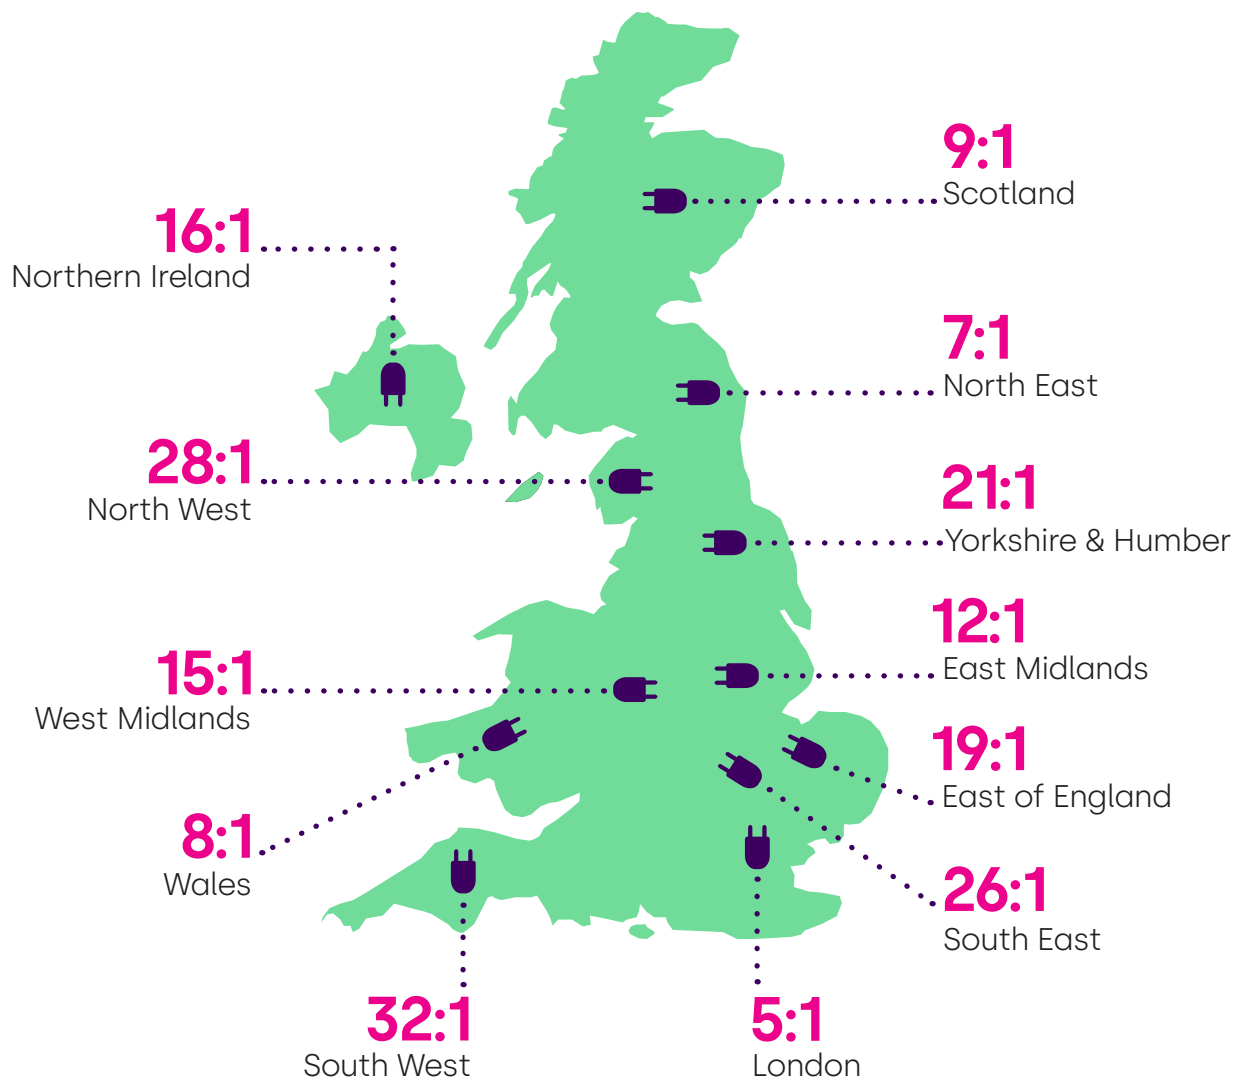 9:1
Scotland
16:1
Northern Ireland
7:1
North East
28:1
North West
21:1
Yorkshire & Humber
12:1
East Midlands
15:1
West Midlands
19:1
East of England
8:1
Wales
26:1
South East
32:1
South West
5:1
London